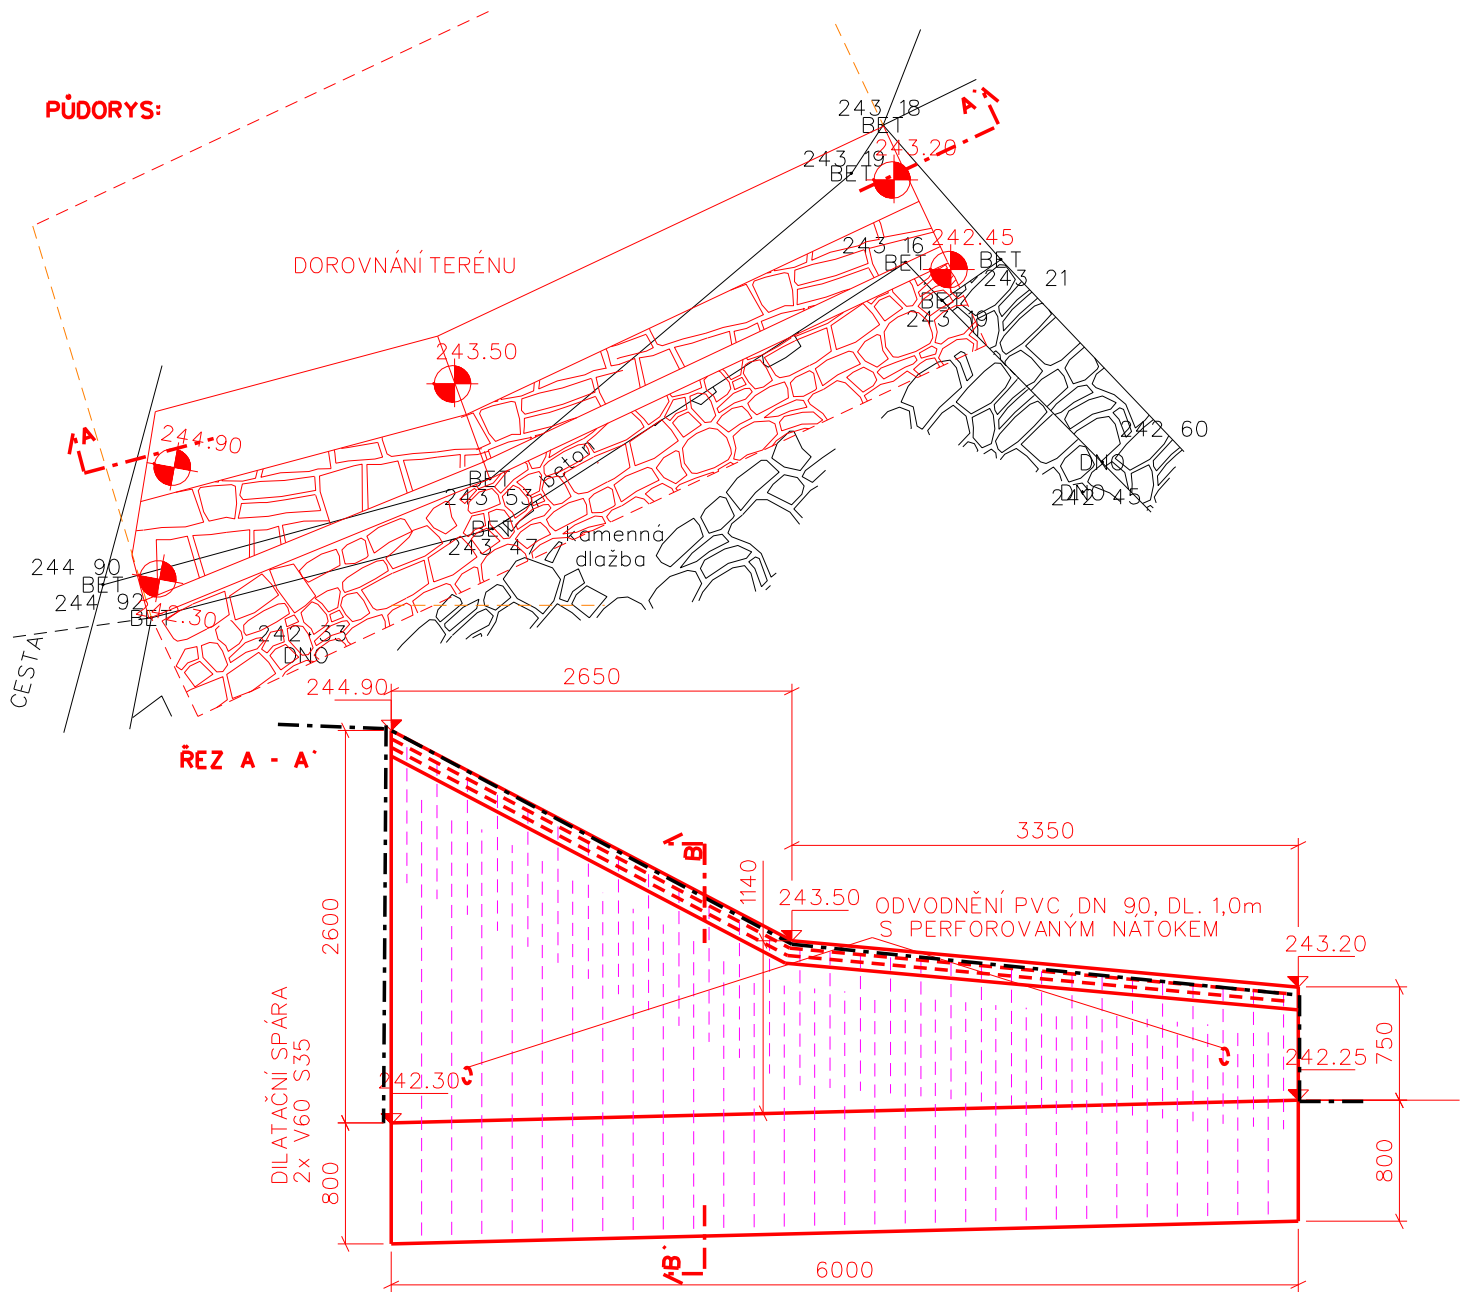 PŮDORYS:
243 18
BET
A'
243 19
243.20
BET
243 16
242.45
BET
BET
243 21
BET
243 19
DOROVNÁNÍ TERÉNU
243.50
A
244.90
242 60
DNO
DNO
242 45
BET
243 53
beton
BET
243 47
kamenná
dlažba
244 90
BET
244 92
BET
242.30
242.33
DNO
CESTA
2650
244.90
ŘEZ A - A'
3350
B
1140
243.50
ODVODNĚNÍ PVC, DN 90, DL. 1,0m
S PERFOROVANÝM NÁTOKEM
243.20
2600
242.30
242.25
750
DILATAČNÍ SPÁRA
2x V60 S35
800
800
B'
6000